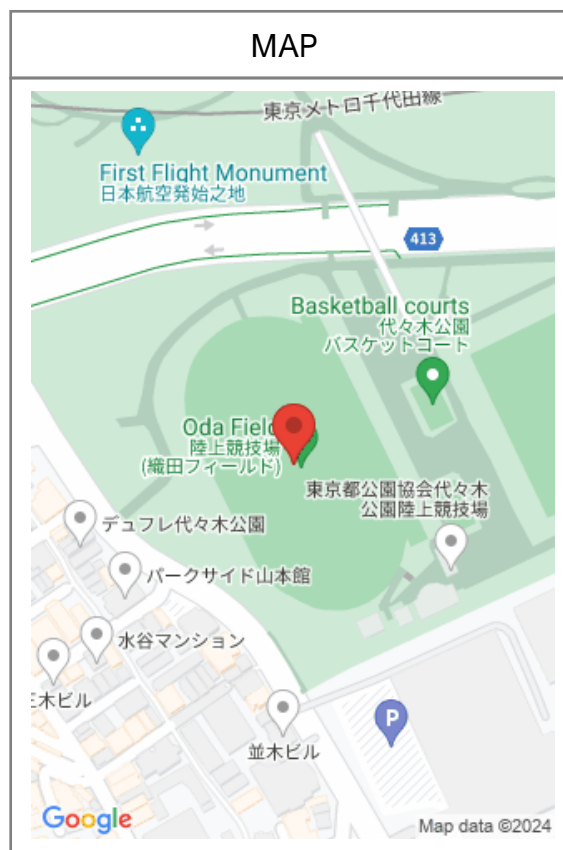 MAP
東京メトロ千代田線
First Flight Monument
日本航空発始之地
413
Basketball courts
代々木公園
バスケットコート
Oda Field
陸上競技場
(織田フィールド)
東京都公園協会代々木
公園陸上競技場
デュフレ代々木公園
パークサイド山本館
水谷マンション
三木ビル
並木ビル
P
Google
Map data ©2024